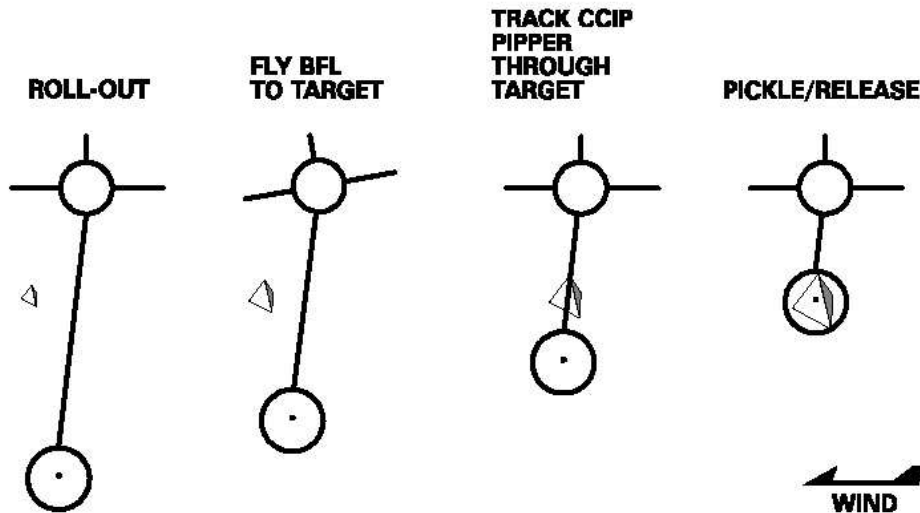 ROLL-OUT
FLY BFL
TO TARGET
TRACK CCIP
PIPPER
THROUGH
TARGET
PICKLE/RELEASE
WIND